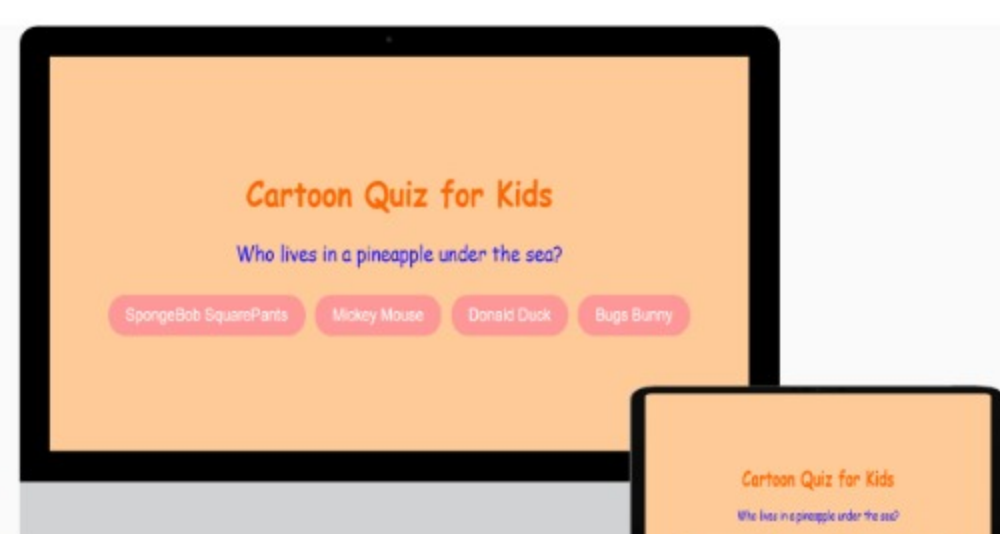 Cartoon Quiz for Kids
Who lives in a pineapple under the sea?
SpongeBob SquarePants Mickey Mouse Donald Duck Bugs Bunny
Cartoon Quiz for Kids
Who lives in a pineapple under the sea?